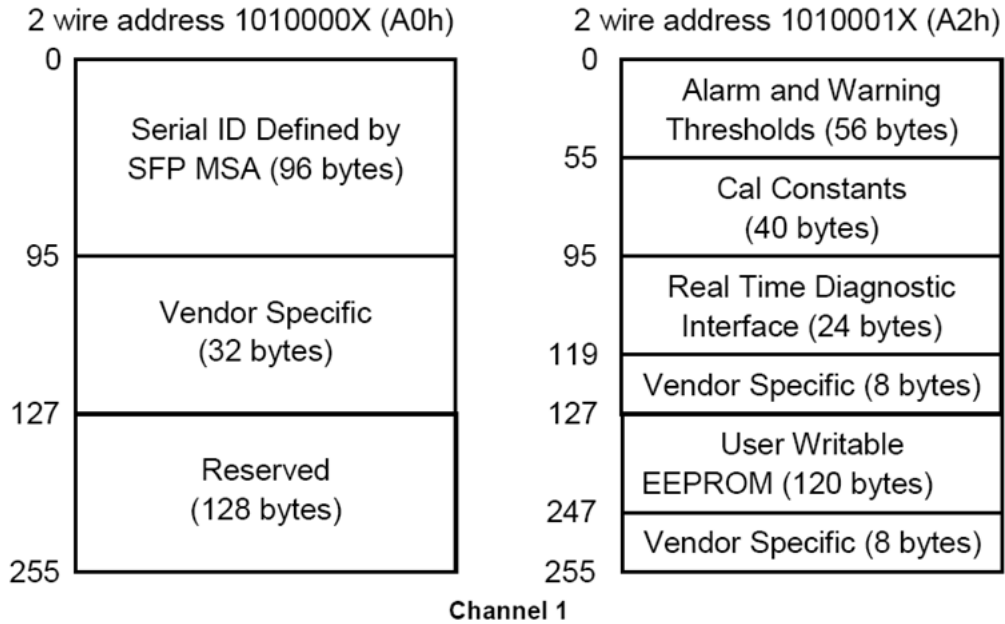 2 wire address 1010000X (A0h)
0
Serial ID Defined by
SFP MSA (96 bytes)
95
Vendor Specific
(32 bytes)
127
Reserved
(128 bytes)
255
2 wire address 1010001X (A2h)
0
Alarm and Warning
Thresholds (56 bytes)
55
Cal Constants
(40 bytes)
95
Real Time Diagnostic
Interface (24 bytes)
119
Vendor Specific (8 bytes)
127
User Writable
EEPROM (120 bytes)
247
Vendor Specific (8 bytes)
255
Channel 1